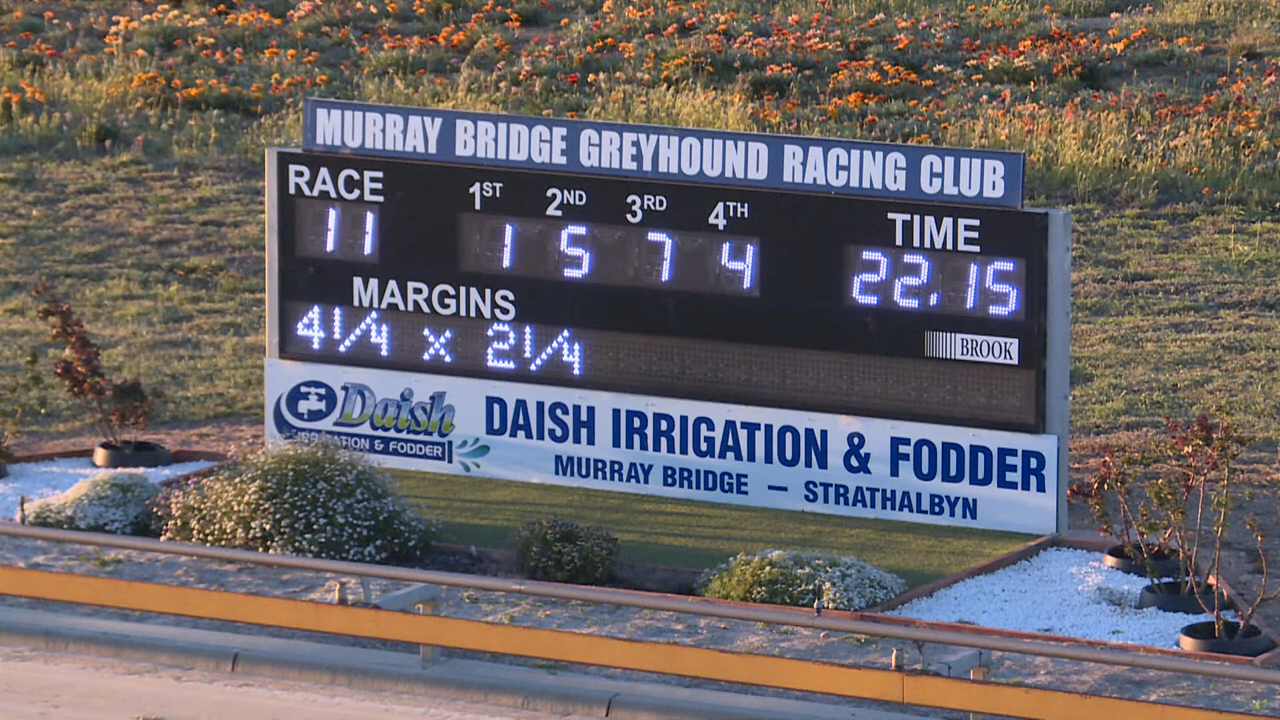 MURRAY BRIDGE GREYHOUND RACING CLUB
RACE 1ST 2ND 3RD 4TH TIME
11 1 5 7 4 22.15
MARGINS
4 1/4 x 2 1/4
BROOK
Daish
IRRIGATION & FODDER
DAISH IRRIGATION & FODDER
MURRAY BRIDGE – STRATHALBYN